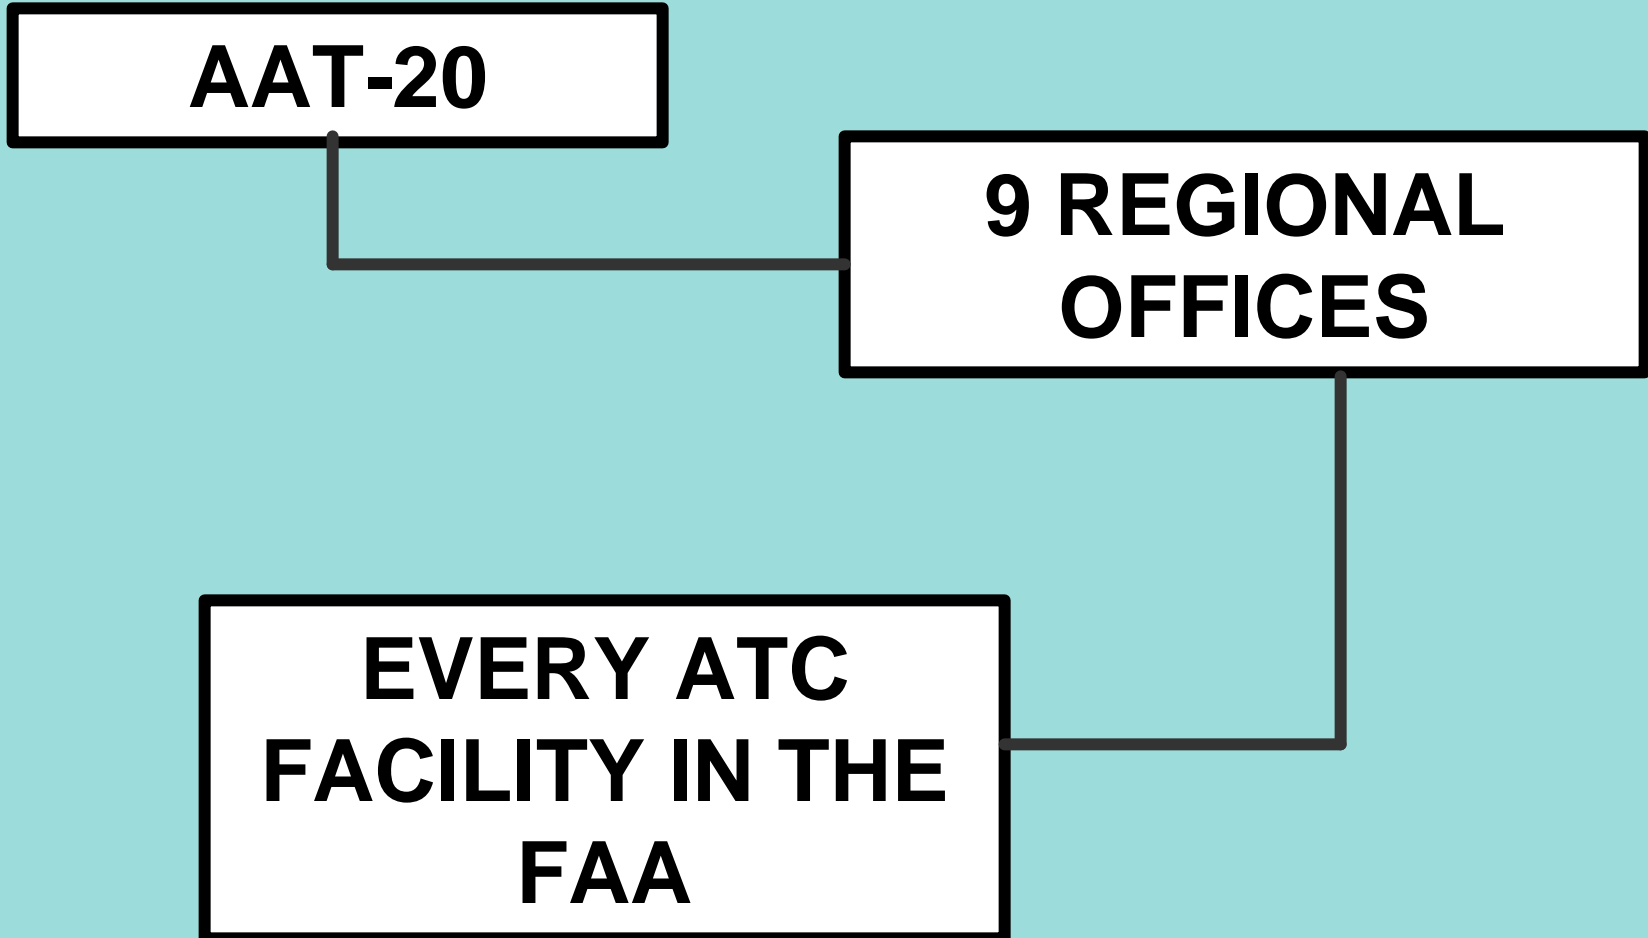 AAT-20
9 REGIONAL
OFFICES
EVERY ATC
FACILITY IN THE
FAA